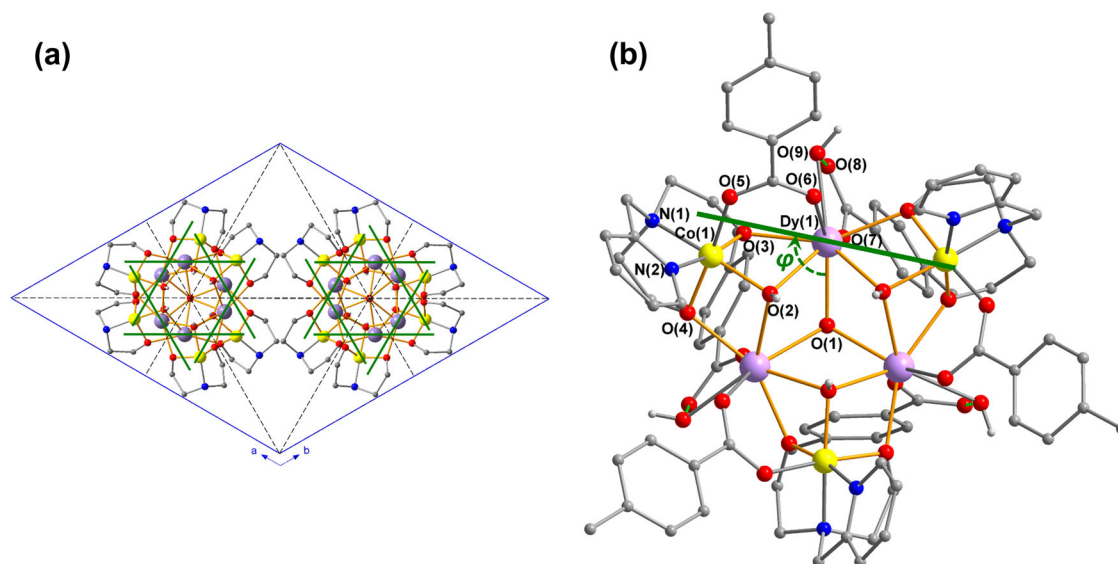 (a)
(b)
a
b
O(9)
O(8)
O(5)
O(6)
N(1)
Dy(1)
Co(1)
O(3)
O(7)
N(2)
φ
O(2)
O(4)
O(1)